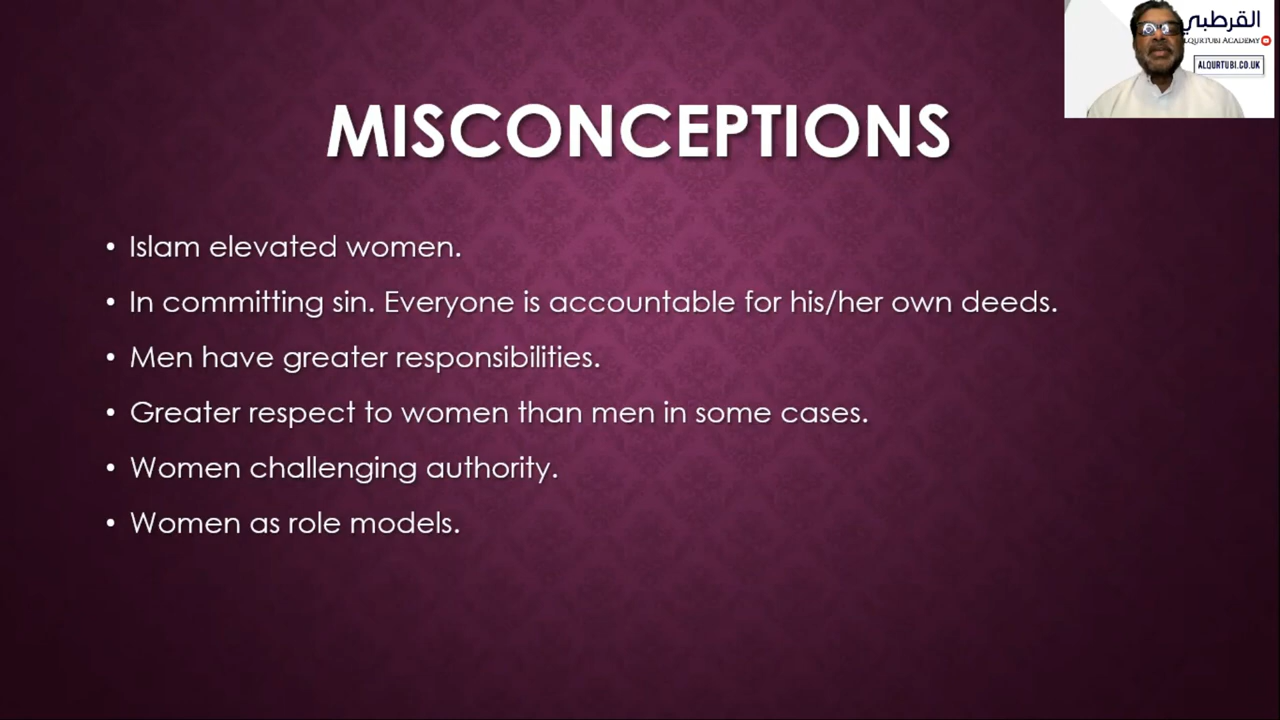 القرطبي
ALQURTUBI ACADEMY
ALQURTUBI.CO.UK
MISCONCEPTIONS
• Islam elevated women.
• In committing sin. Everyone is accountable for his/her own deeds.
• Men have greater responsibilities.
• Greater respect to women than men in some cases.
• Women challenging authority.
• Women as role models.